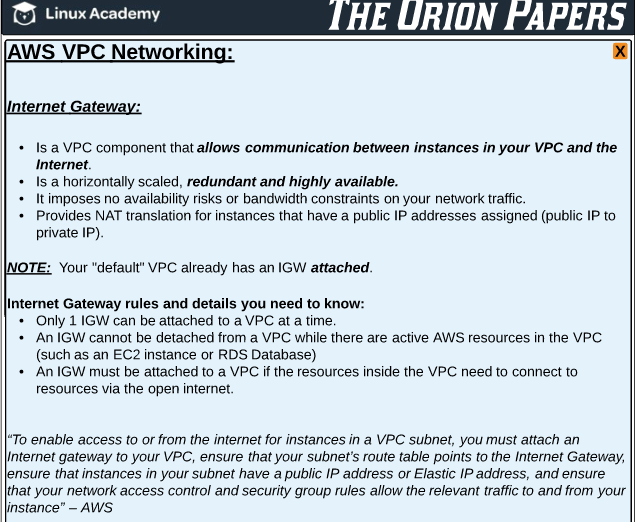 Linux Academy
THE ORION PAPERS
AWS VPC Networking:
X
Internet Gateway:
• Is a VPC component that allows communication between instances in your VPC and the
Internet.
• Is a horizontally scaled, redundant and highly available.
• It imposes no availability risks or bandwidth constraints on your network traffic.
• Provides NAT translation for instances that have a public IP addresses assigned (public IP to
private IP).
NOTE: Your "default" VPC already has an IGW attached.
Internet Gateway rules and details you need to know:
• Only 1 IGW can be attached to a VPC at a time.
• An IGW cannot be detached from a VPC while there are active AWS resources in the VPC
(such as an EC2 instance or RDS Database)
• An IGW must be attached to a VPC if the resources inside the VPC need to connect to
resources via the open internet.
“To enable access to or from the internet for instances in a VPC subnet, you must attach an
Internet gateway to your VPC, ensure that your subnet’s route table points to the Internet Gateway,
ensure that instances in your subnet have a public IP address or Elastic IP address, and ensure
that your network access control and security group rules allow the relevant traffic to and from your
instance” – AWS